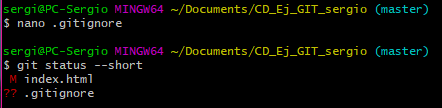 sergi@PC-Sergio MINGW64 ~/Documents/CD_Ej_GIT_sergio (master)
$ nano .gitignore
sergi@PC-Sergio MINGW64 ~/Documents/CD_Ej_GIT_sergio (master)
$ git status --short
 M index.html
?? .gitignore